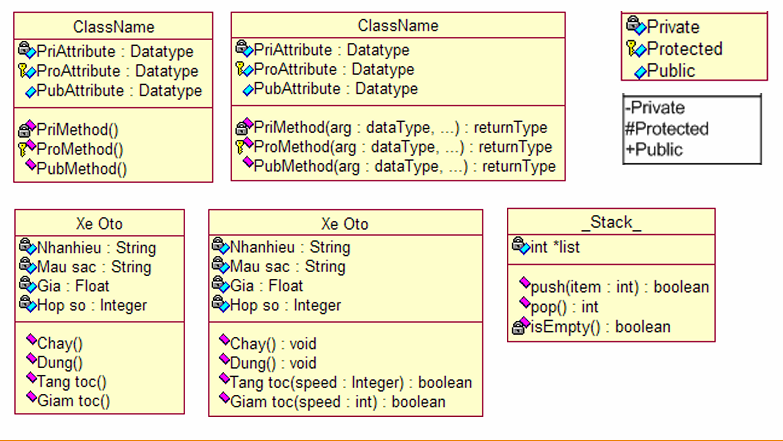 ClassName
PriAttribute : Datatype
ProAttribute : Datatype
PubAttribute : Datatype
PriMethod()
ProMethod()
PubMethod()
ClassName
PriAttribute : Datatype
ProAttribute : Datatype
PubAttribute : Datatype
PriMethod(arg : dataType, ...) : returnType
ProMethod(arg : dataType, ...) : returnType
PubMethod(arg : dataType, ...) : returnType
Private
Protected
Public
-Private
#Protected
+Public
Xe Oto
Nhanhieu : String
Mau sac : String
Gia : Float
Hop so : Integer
Chay()
Dung()
Tang toc()
Giam toc()
Xe Oto
Nhanhieu : String
Mau sac : String
Gia : Float
Hop so : Integer
Chay() : void
Dung() : void
Tang toc(speed : Integer) : boolean
Giam toc(speed : int) : boolean
_Stack_
int *list
push(item : int) : boolean
pop() : int
isEmpty() : boolean